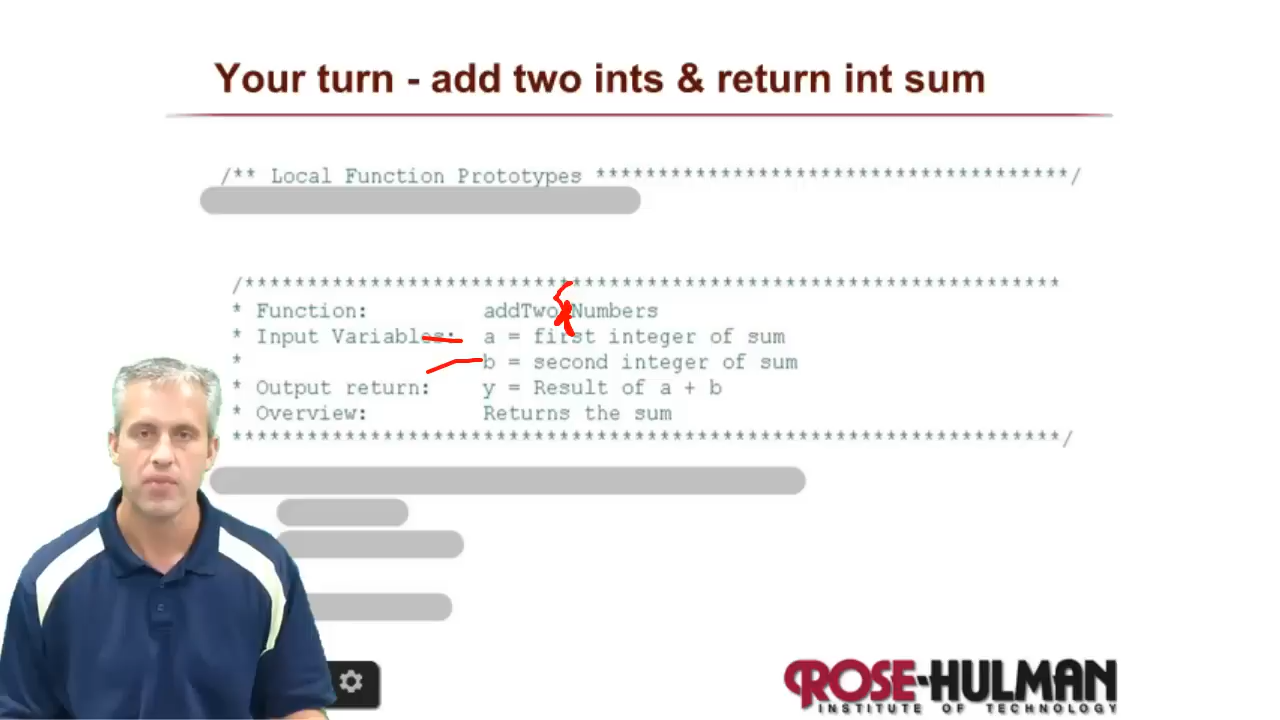 Your turn - add two ints & return int sum
/** Local Function Prototypes **************************************/
/******************************************************************
* Function: addTwoNumbers
* Input Variables: a = first integer of sum
* b = second integer of sum
* Output return: y = Result of a + b
* Overview: Returns the sum
*******************************************************************/
ROSE-HULMAN
INSTITUTE OF TECHNOLOGY